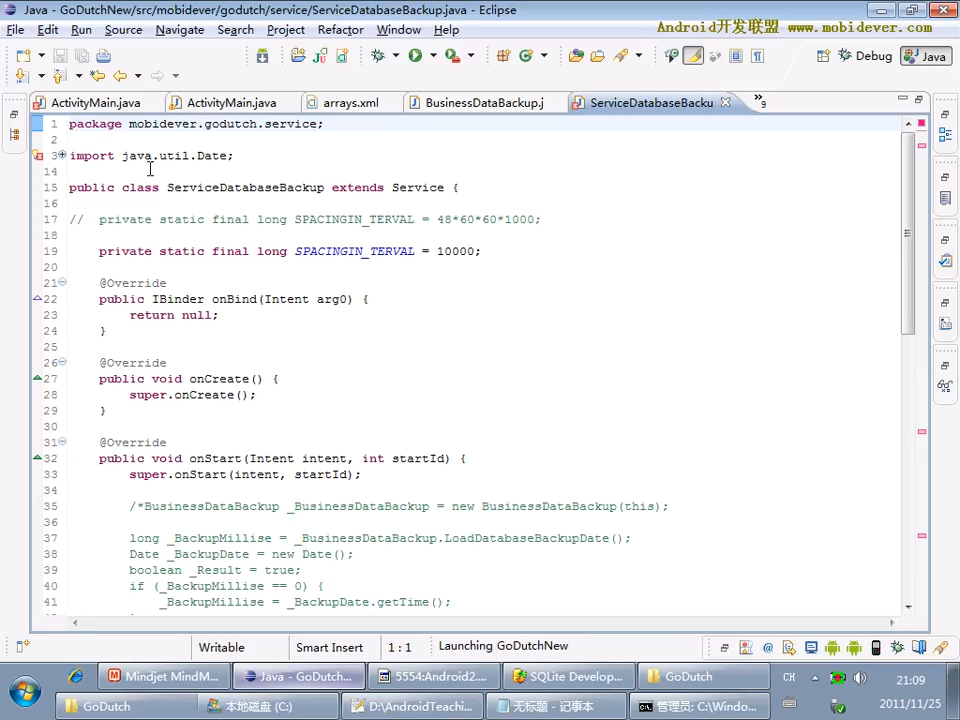 Java - GoDutchNew/src/mobidever/godutch/service/ServiceDatabaseBackup.java - Eclipse
File Edit Run Source Navigate Search Project Refactor Window Help
Android开发联盟 www.mobidever.com
Debug Java
ActivityMain.java ActivityMain.java arrays.xml BusinessDataBackup.j ServiceDatabaseBacku »9
1 package mobidever.godutch.service;
2
3 import java.util.Date;
14
15 public class ServiceDatabaseBackup extends Service {
16
17 // private static final long SPACINGIN_TERVAL = 48*60*60*1000;
18
19 private static final long SPACINGIN_TERVAL = 10000;
20
21 @Override
22 public IBinder onBind(Intent arg0) {
23 return null;
24 }
25
26 @Override
27 public void onCreate() {
28 super.onCreate();
29 }
30
31 @Override
32 public void onStart(Intent intent, int startId) {
33 super.onStart(intent, startId);
34
35 /*BusinessDataBackup _BusinessDataBackup = new BusinessDataBackup(this);
36
37 long _BackupMillise = _BusinessDataBackup.LoadDatabaseBackupDate();
38 Date _BackupDate = new Date();
39 boolean _Result = true;
40 if (_BackupMillise == 0) {
41 _BackupMillise = _BackupDate.getTime();
Writable Smart Insert 1 : 1 Launching GoDutchNew
Mindjet MindM... Java - GoDutch... 5554:Android2.... SQLite Develop... GoDutch CH 21:09
GoDutch 本地磁盘 (C:) D:\AndroidTeachi... 无标题 - 记事本 管理员: C:\Windo... 2011/11/25